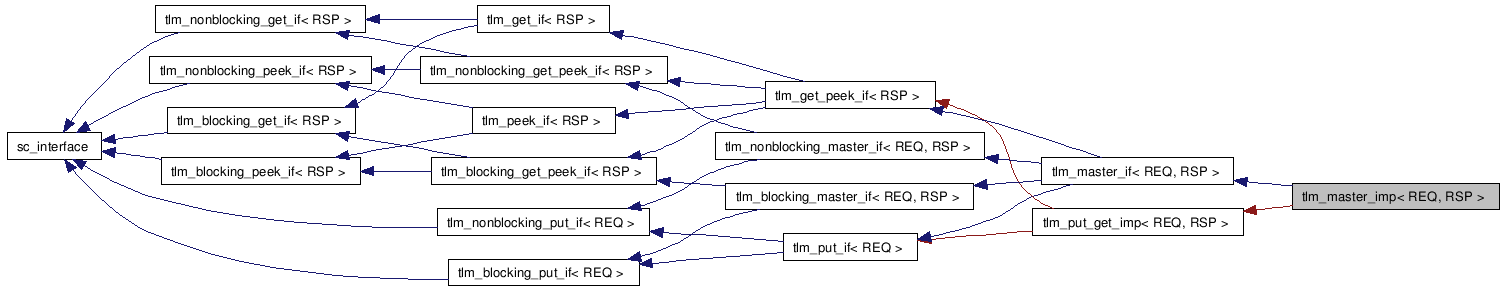 tlm_nonblocking_get_if< RSP >
tlm_get_if< RSP >
tlm_nonblocking_peek_if< RSP >
tlm_nonblocking_get_peek_if< RSP >
tlm_get_peek_if< RSP >
tlm_blocking_get_if< RSP >
tlm_peek_if< RSP >
sc_interface
tlm_nonblocking_master_if< REQ, RSP >
tlm_blocking_peek_if< RSP >
tlm_blocking_get_peek_if< RSP >
tlm_master_if< REQ, RSP >
tlm_blocking_master_if< REQ, RSP >
tlm_master_imp< REQ, RSP >
tlm_nonblocking_put_if< REQ >
tlm_put_get_imp< REQ, RSP >
tlm_put_if< REQ >
tlm_blocking_put_if< REQ >